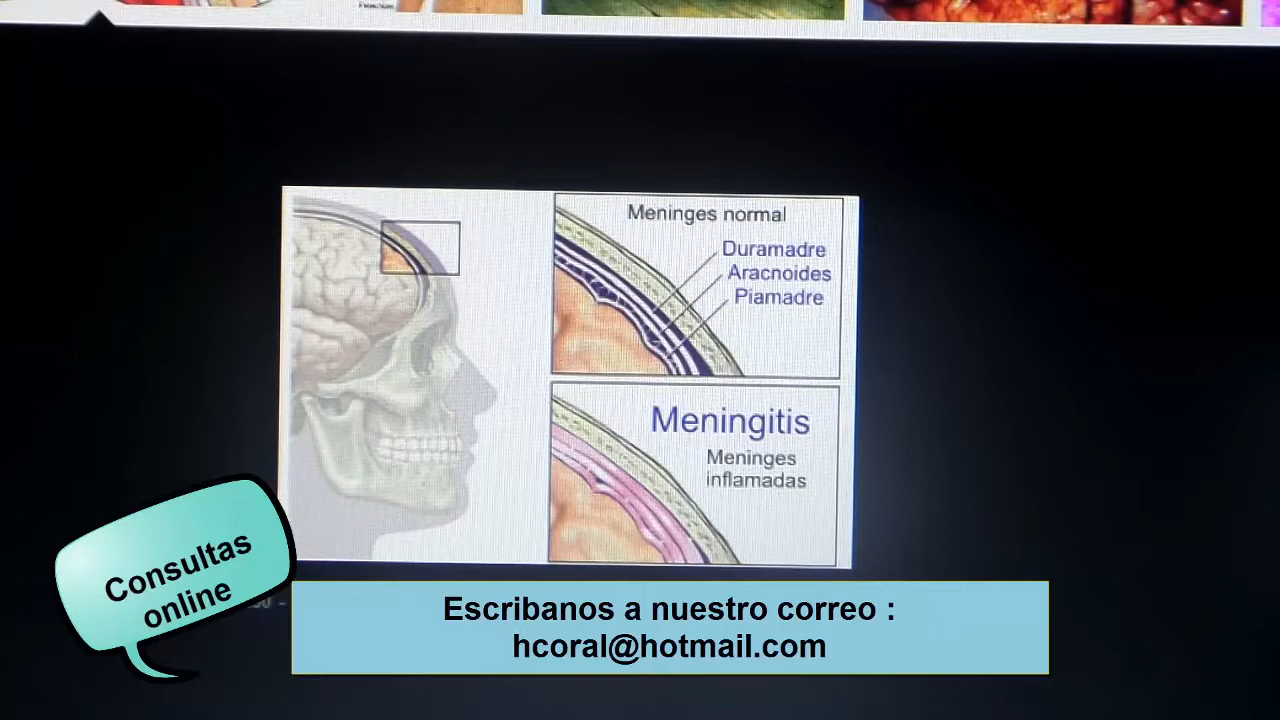 Meninges normal
Duramadre
Aracnoides
Piamadre
Meningitis
Meninges
inflamadas
Consultas
online
Escribanos a nuestro correo :
hcoral@hotmail.com